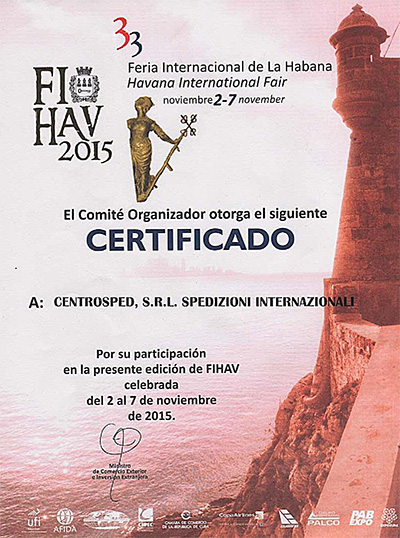 33
Feria Internacional de La Habana
Havana International Fair
noviembre 2-7 november
FI
HAV
2015
El Comité Organizador otorga el siguiente
CERTIFICADO
A: CENTROSPED, S.R.L. SPEDIZIONI INTERNAZIONALI
Por su participación
en la presente edición de FIHAV
celebrada
del 2 al 7 de noviembre
de 2015.
Ministro
de Comercio Exterior
e Inversión Extranjera
ufi
AFIDA
CEPEC
CAMARA DE COMERCIO
DE LA REPUBLICA DE CUBA
CopaAirlines
PALCO
PABEXPO